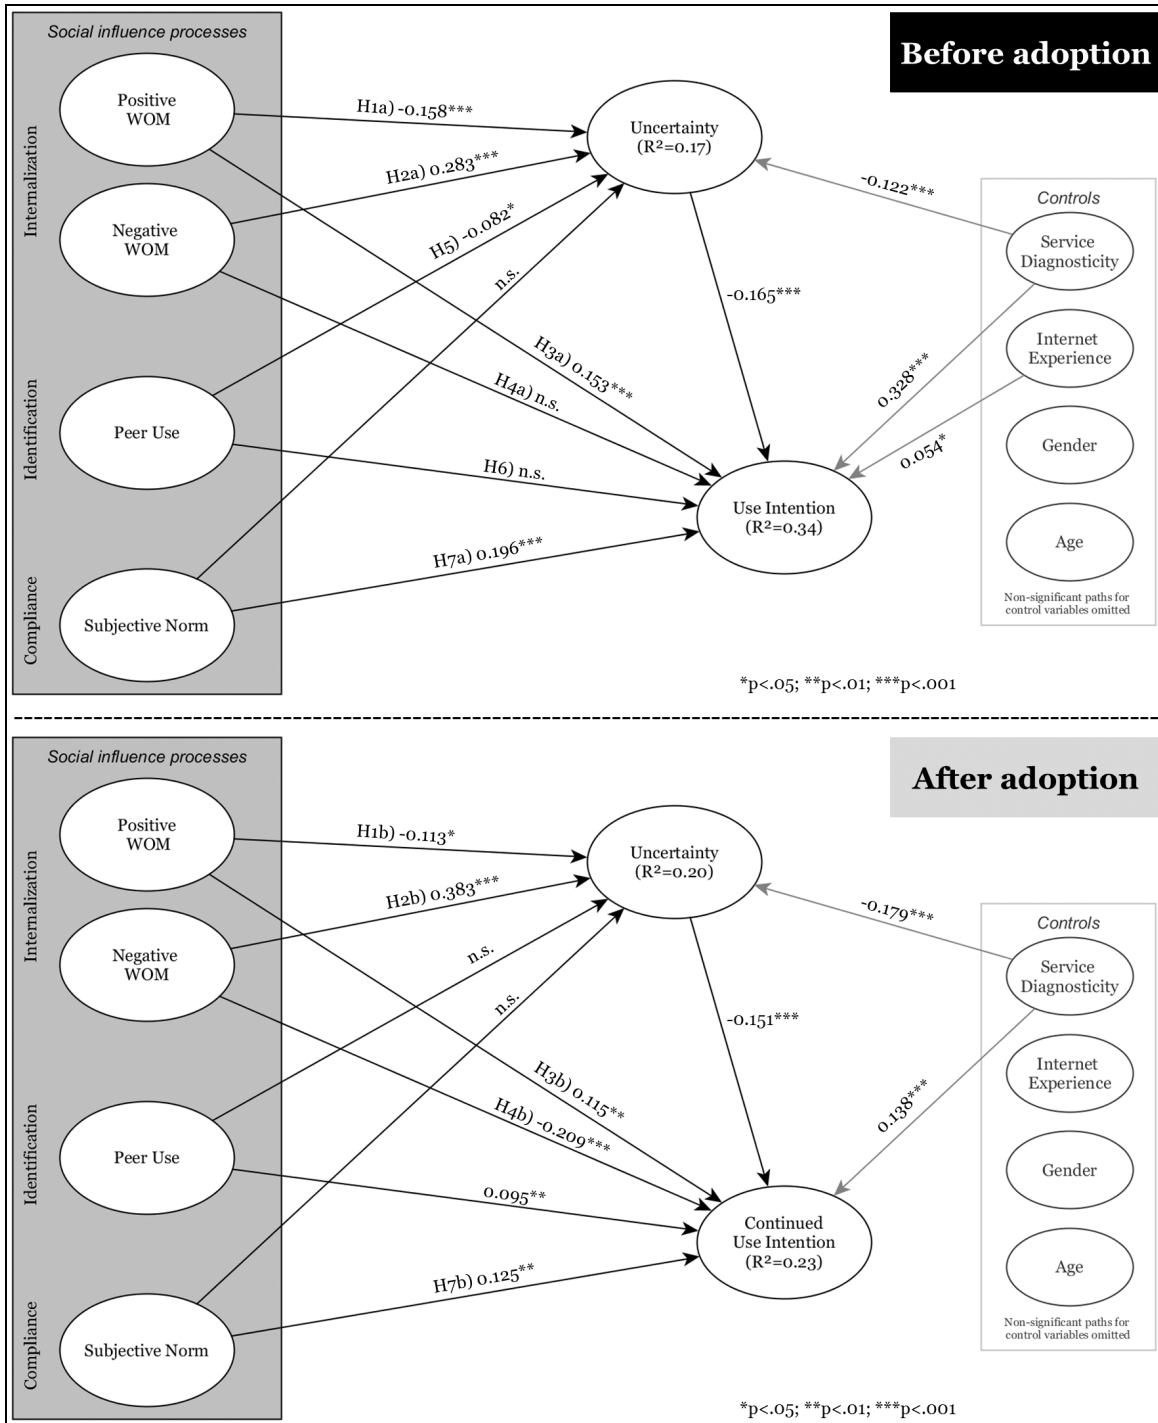 Social influence processes
Before adoption
Internalization
Positive
WOM
Negative
WOM
Identification
Peer Use
Compliance
Subjective Norm
H1a) -0.158***
H2a) 0.283***
H5) -0.082*
n.s.
H3a) 0.153***
H4a) n.s.
H6) n.s.
H7a) 0.196***
Uncertainty
(R²=0.17)
-0.165***
Use Intention
(R²=0.34)
-0.122***
0.328***
0.054*
Controls
Service
Diagnosticity
Internet
Experience
Gender
Age
Non-significant paths for
control variables omitted
*p<.05; **p<.01; ***p<.001
Social influence processes
After adoption
Internalization
Positive
WOM
Negative
WOM
Identification
Peer Use
Compliance
Subjective Norm
H1b) -0.113*
H2b) 0.383***
n.s.
n.s.
H3b) 0.115**
H4b) -0.209***
0.095**
H7b) 0.125**
Uncertainty
(R²=0.20)
-0.151***
Continued
Use Intention
(R²=0.23)
-0.179***
0.138***
Controls
Service
Diagnosticity
Internet
Experience
Gender
Age
Non-significant paths for
control variables omitted
*p<.05; **p<.01; ***p<.001